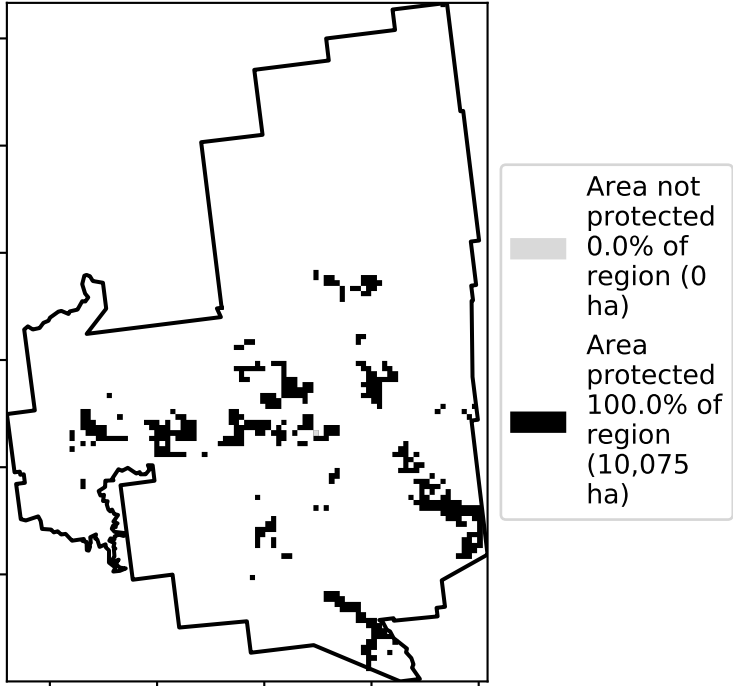 Area not
protected
0.0% of
region (0
ha)
Area
protected
100.0% of
region
(10,075
ha)